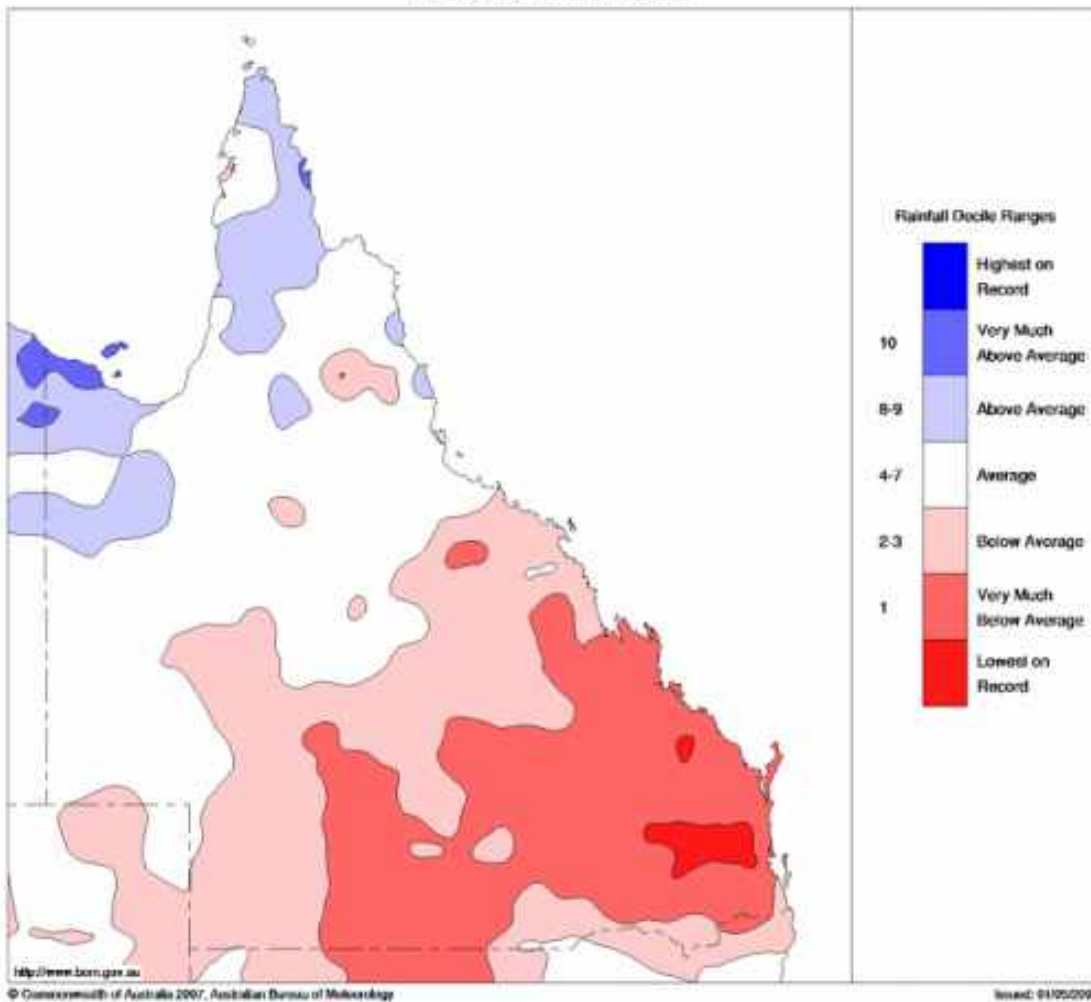 Rainfall Decile Ranges
Highest on
Record
10
Very Much
Above Average
8-9
Above Average
4-7
Average
2-3
Below Average
1
Very Much
Below Average
Lowest on
Record
http://www.bom.gov.au
© Commonwealth of Australia 2007, Australian Bureau of Meteorology
Issued: